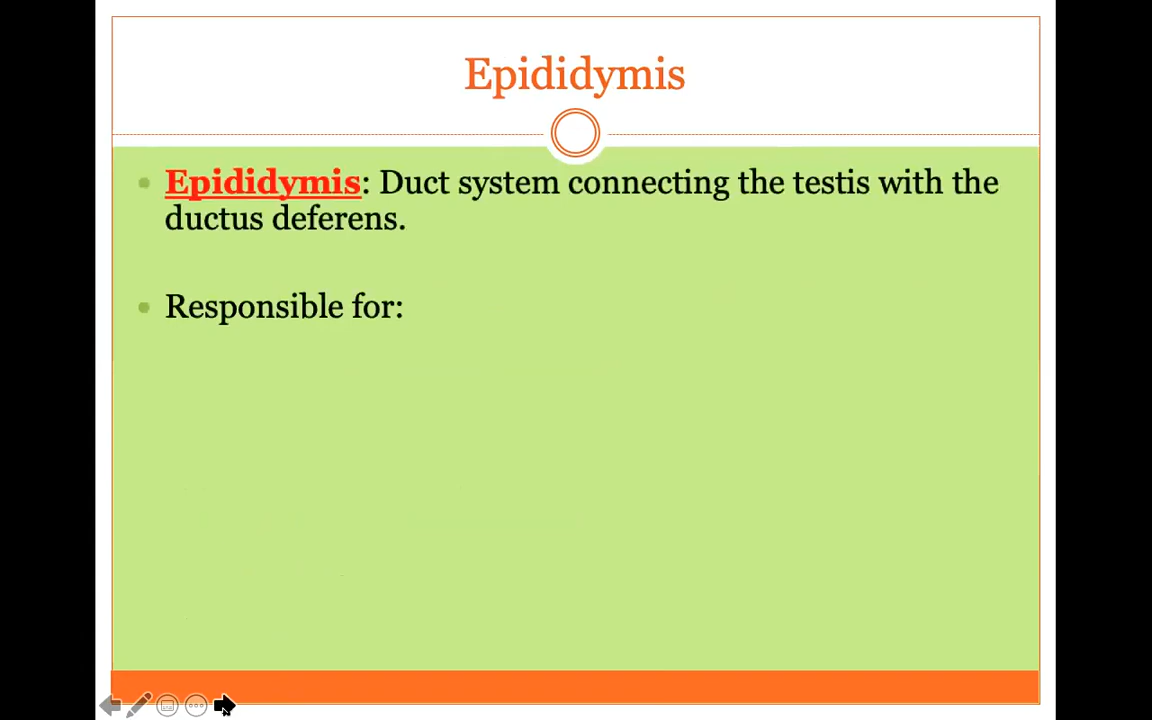 Epididymis
Epididymis: Duct system connecting the testis with the
ductus deferens.
Responsible for: